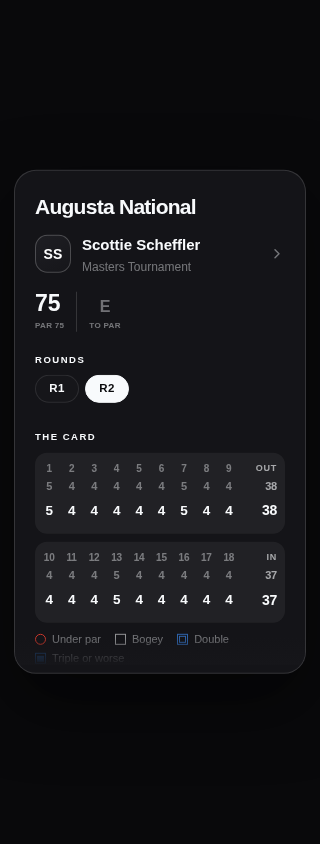 Augusta National
SS
Scottie Scheffler
Masters Tournament
75
E
PAR 75
TO PAR
ROUNDS
R1 R2
THE CARD
1 2 3 4 5 6 7 8 9 OUT
5 4 4 4 4 4 5 4 4 38
5 4 4 4 4 4 5 4 4 38
10 11 12 13 14 15 16 17 18 IN
4 4 4 5 4 4 4 4 4 37
4 4 4 5 4 4 4 4 4 37
Under par Bogey Double
Triple or worse